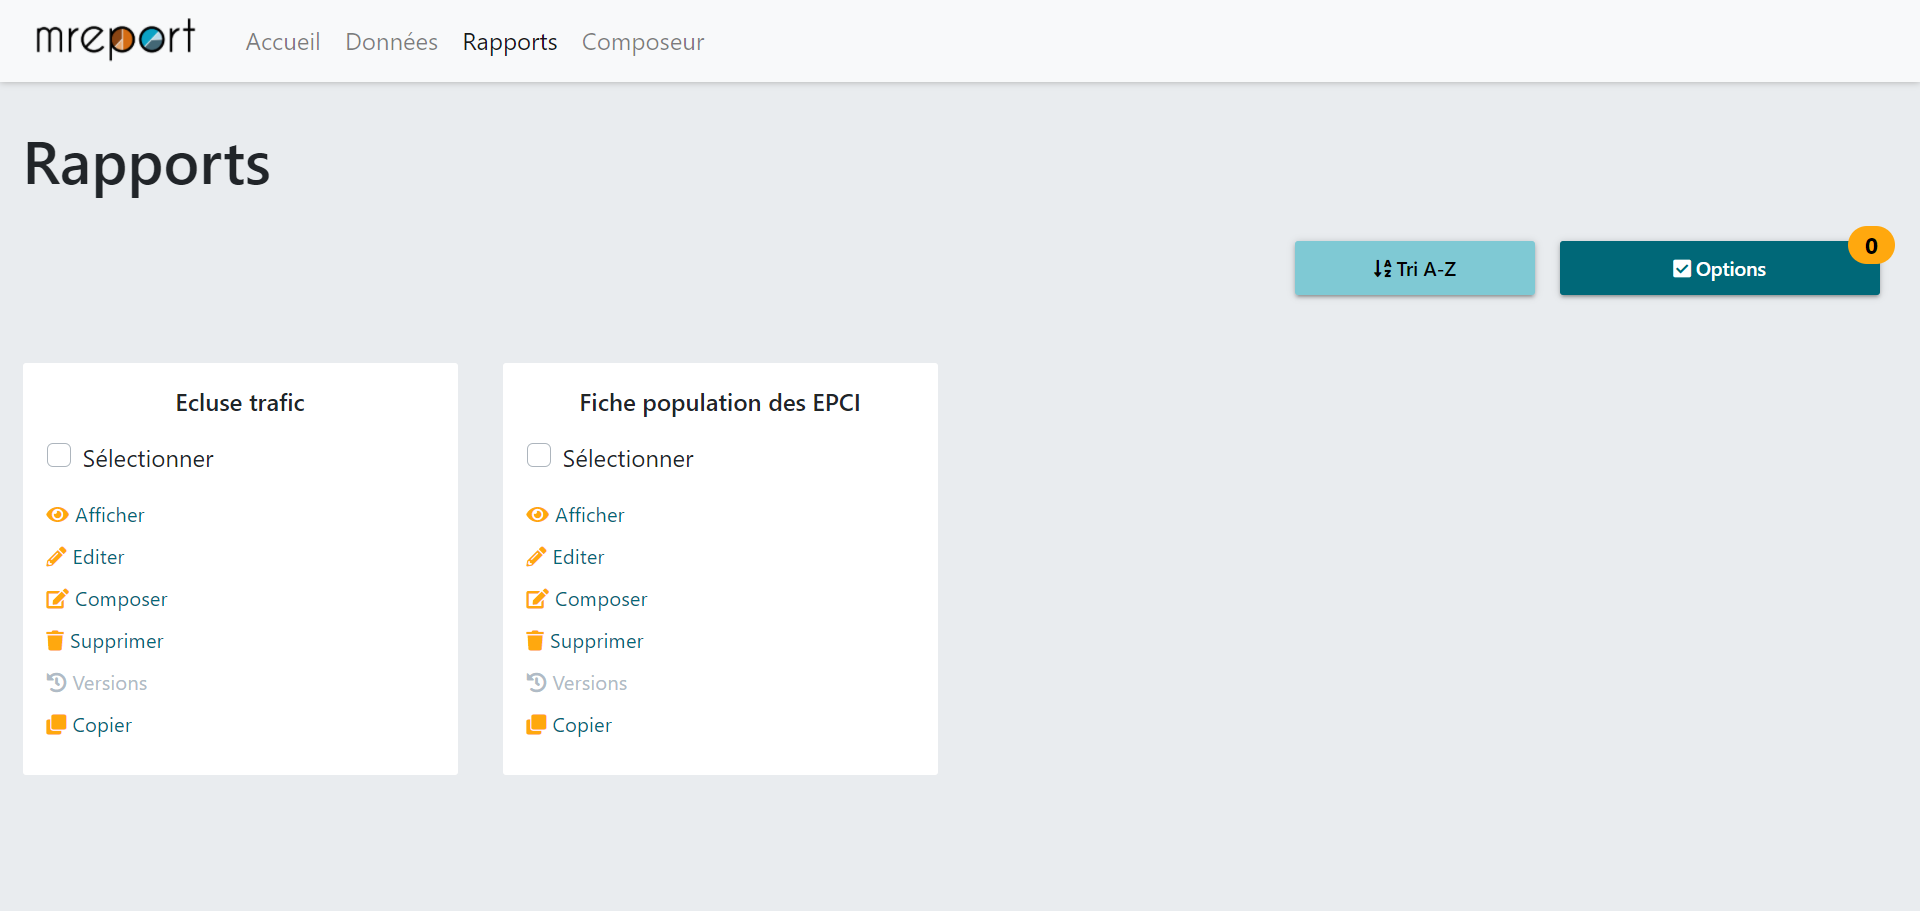 mreport Accueil Données Rapports Composeur
Rapports
Tri A-Z
Options
0
Ecluse trafic
Sélectionner
Afficher
Editer
Composer
Supprimer
Versions
Copier
Fiche population des EPCI
Sélectionner
Afficher
Editer
Composer
Supprimer
Versions
Copier